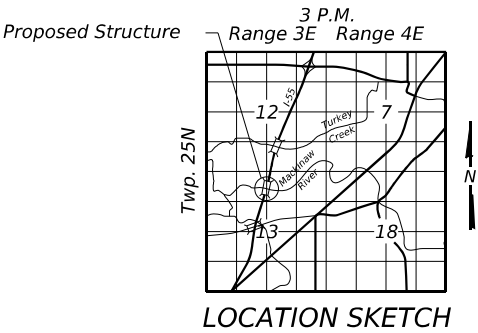 3 P.M.
Proposed Structure
Range 3E Range 4E
I-55
12
7
Turkey
Creek
Twp. 25N
Mackinaw
River
N
13
18
LOCATION SKETCH